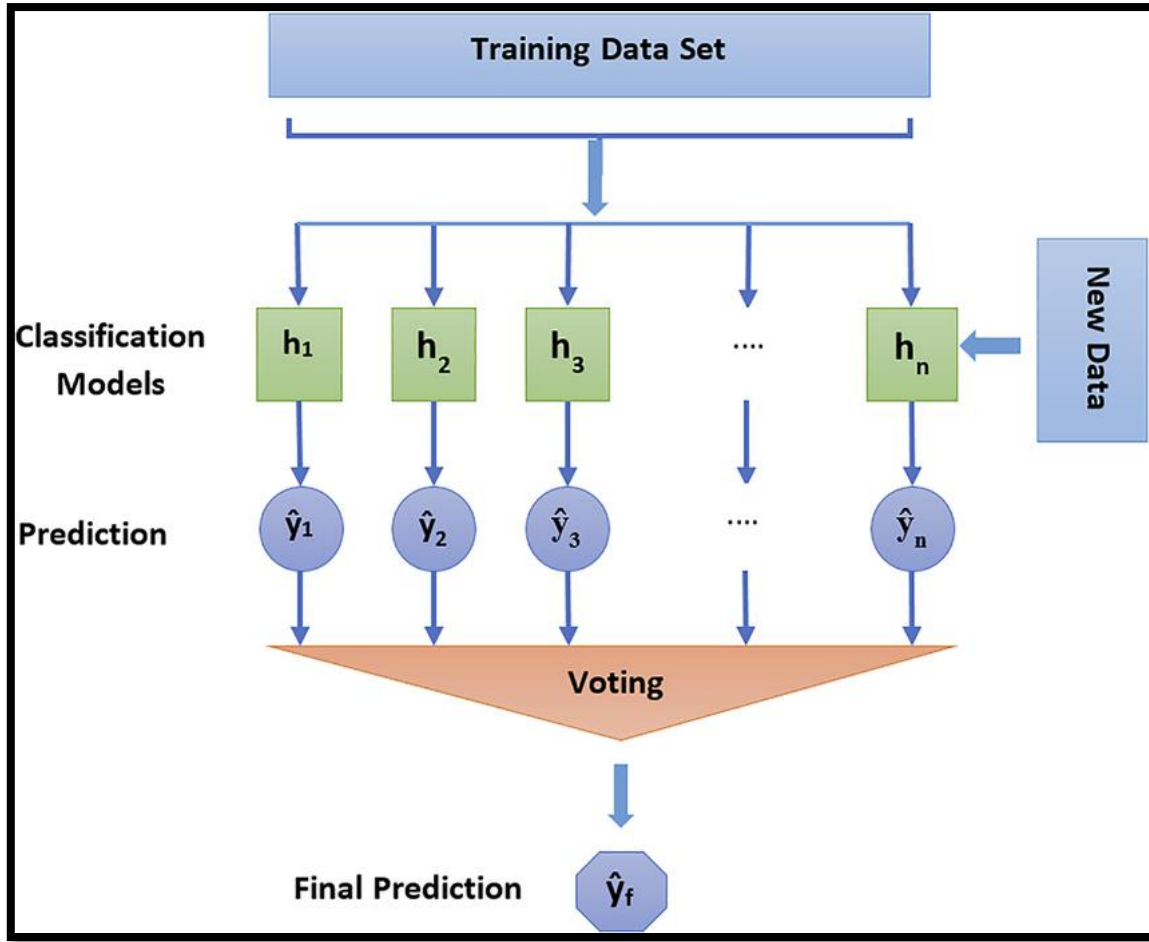 Training Data Set
Classification
Models
h₁ h₂ h₃ .... hₙ
New Data
Prediction
ŷ₁ ŷ₂ ŷ₃ .... ŷₙ
Voting
Final Prediction
ŷf